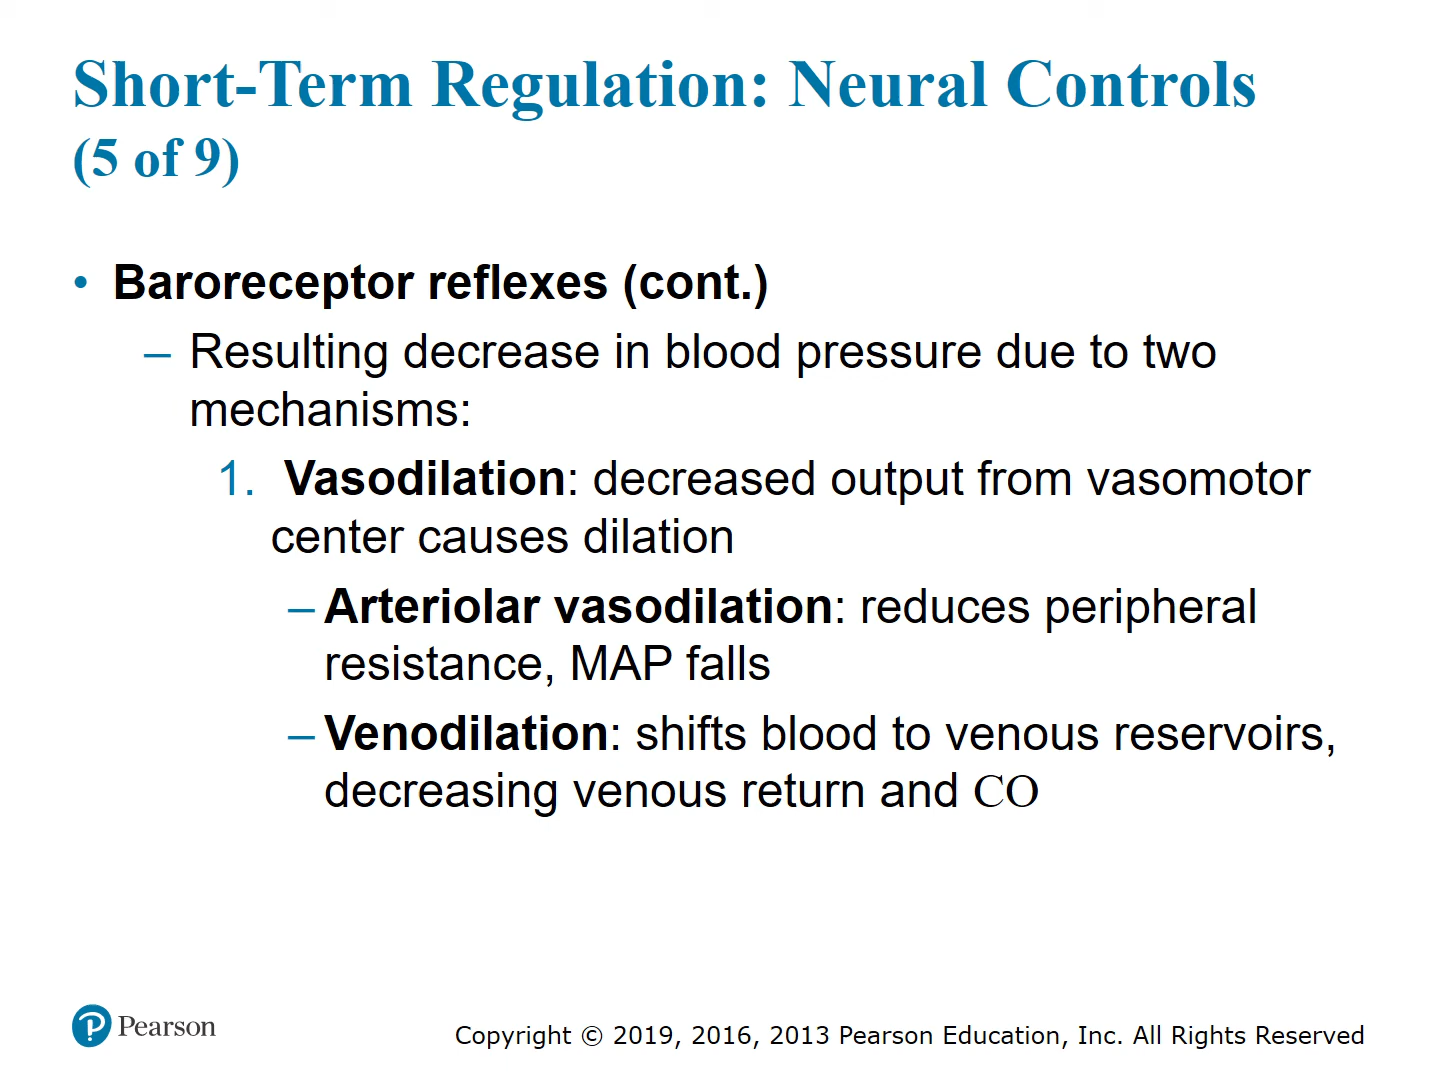 Short-Term Regulation: Neural Controls
(5 of 9)
• Baroreceptor reflexes (cont.)
– Resulting decrease in blood pressure due to two
mechanisms:
1. Vasodilation: decreased output from vasomotor
center causes dilation
– Arteriolar vasodilation: reduces peripheral
resistance, MAP falls
– Venodilation: shifts blood to venous reservoirs,
decreasing venous return and CO
Pearson
Copyright © 2019, 2016, 2013 Pearson Education, Inc. All Rights Reserved